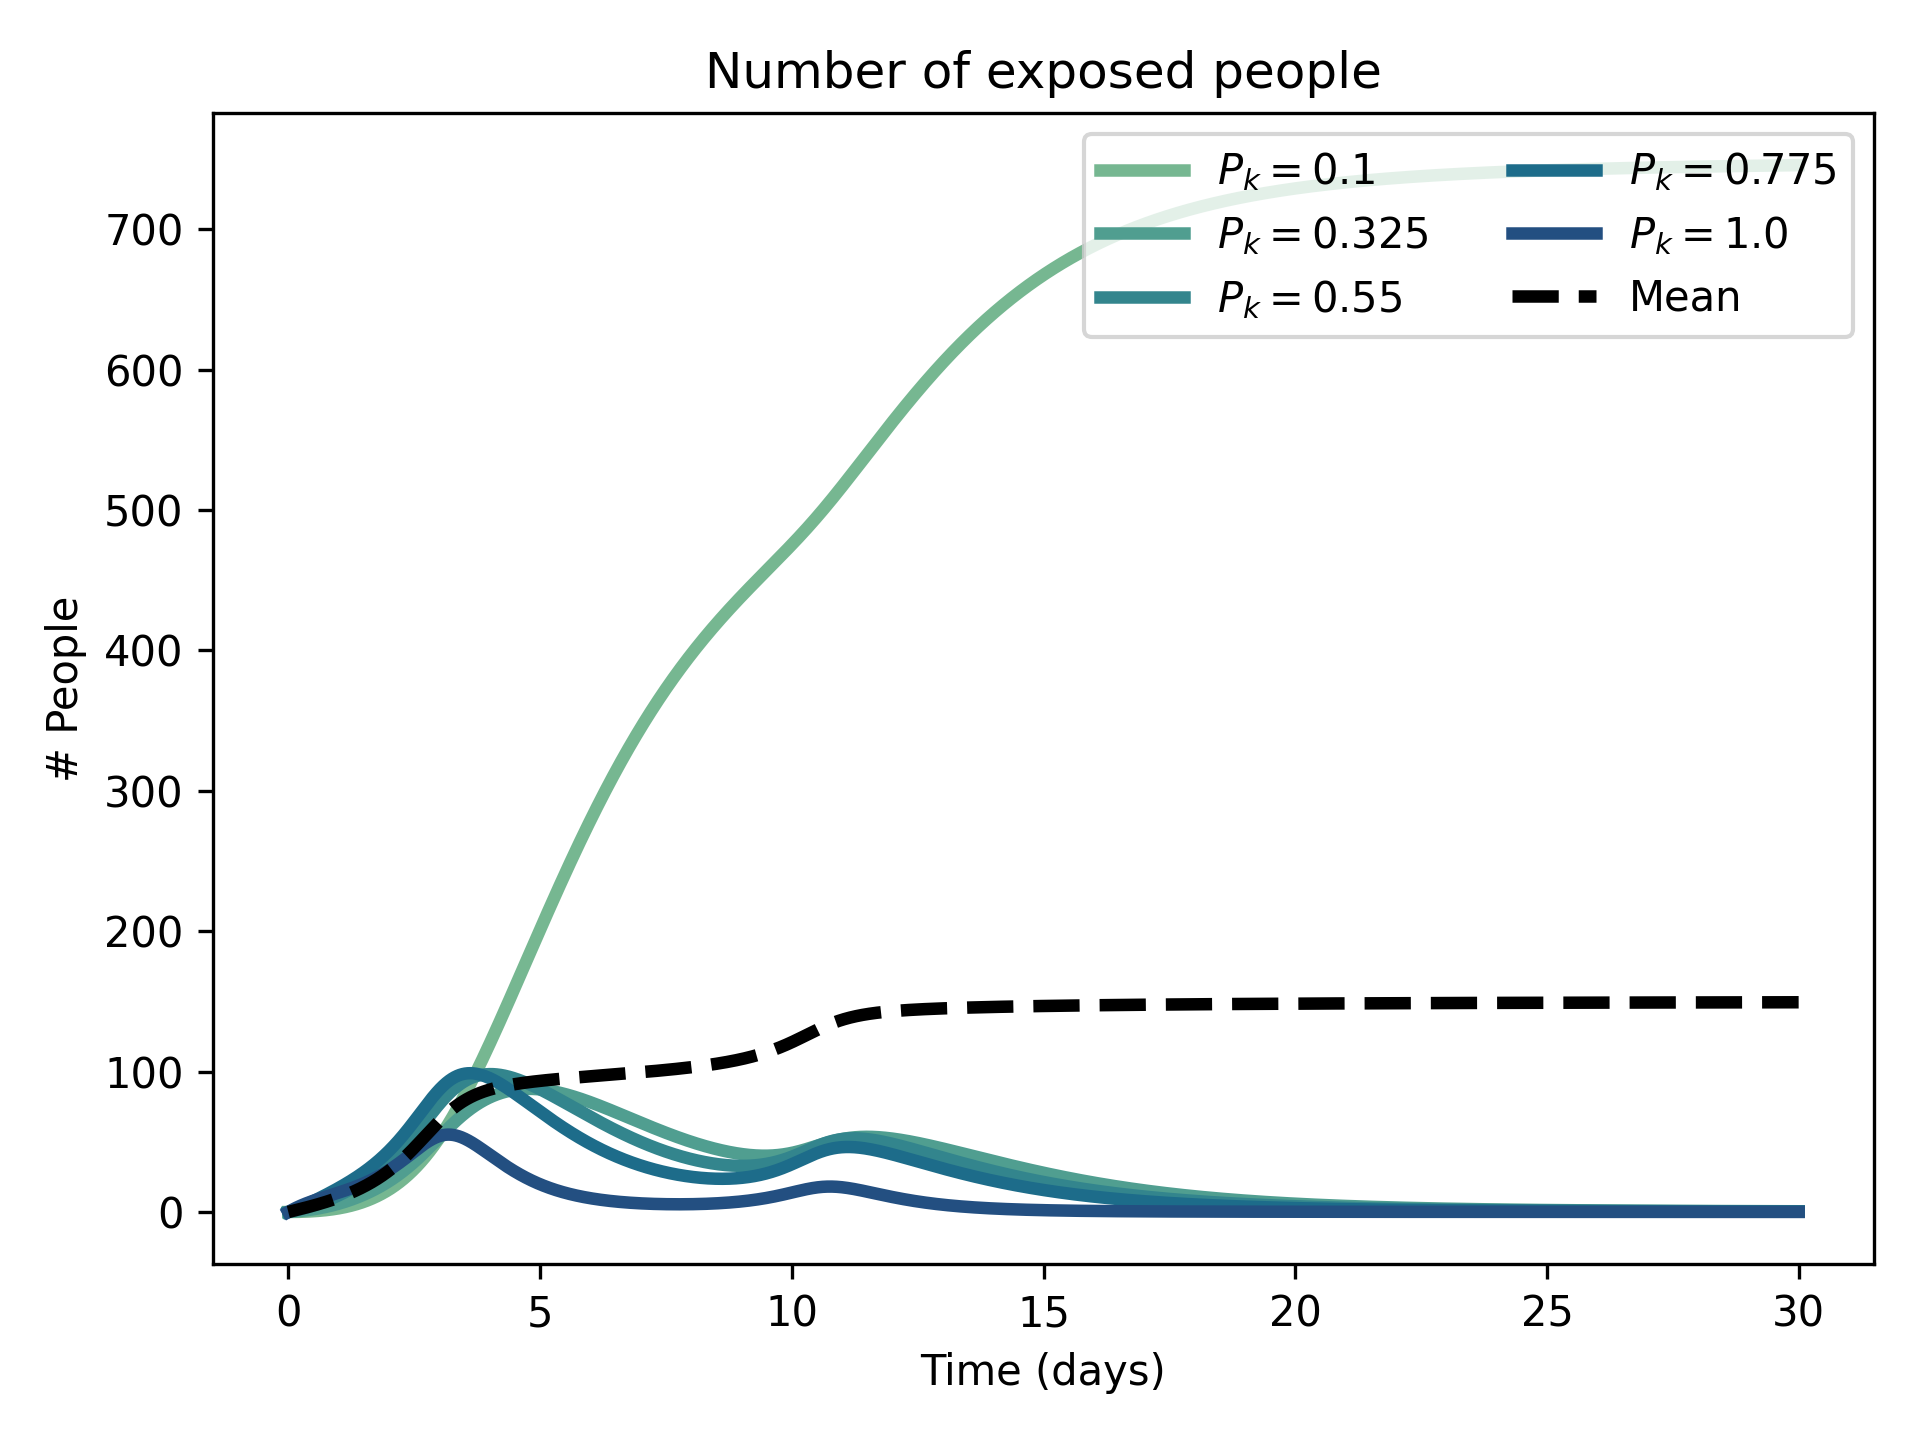 Number of exposed people
P_k = 0.1
P_k = 0.325
P_k = 0.55
P_k = 0.775
P_k = 1.0
Mean
# People
700
600
500
400
300
200
100
0
0 5 10 15 20 25 30
Time (days)